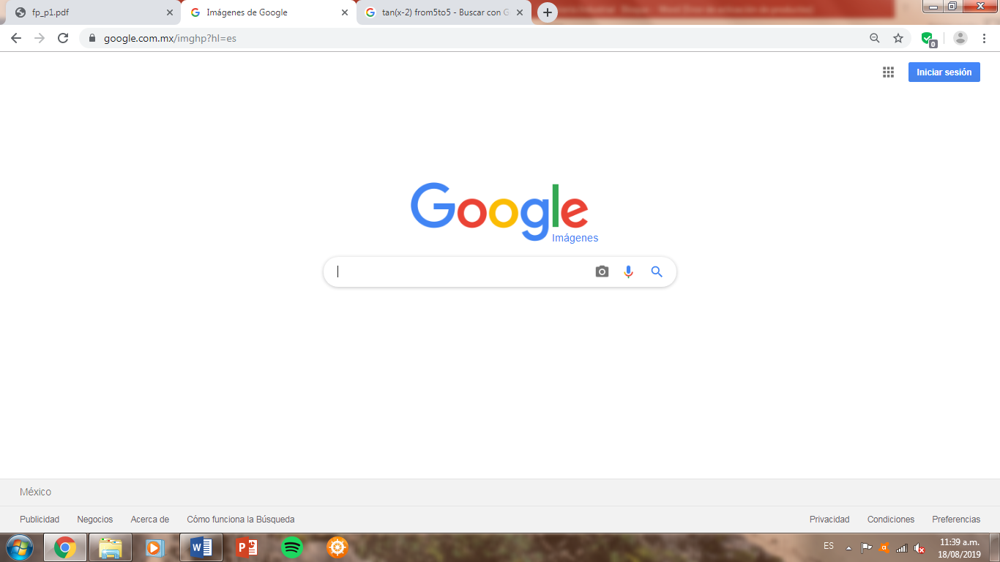 fp_p1.pdf
Imágenes de Google
tan(x-2) from5to5 - Buscar con G
google.com.mx/imghp?hl=es
0
Iniciar sesión
Google
Imágenes
México
Publicidad Negocios Acerca de Cómo funciona la Búsqueda
Privacidad Condiciones Preferencias
ES
11:39 a.m.
18/08/2019